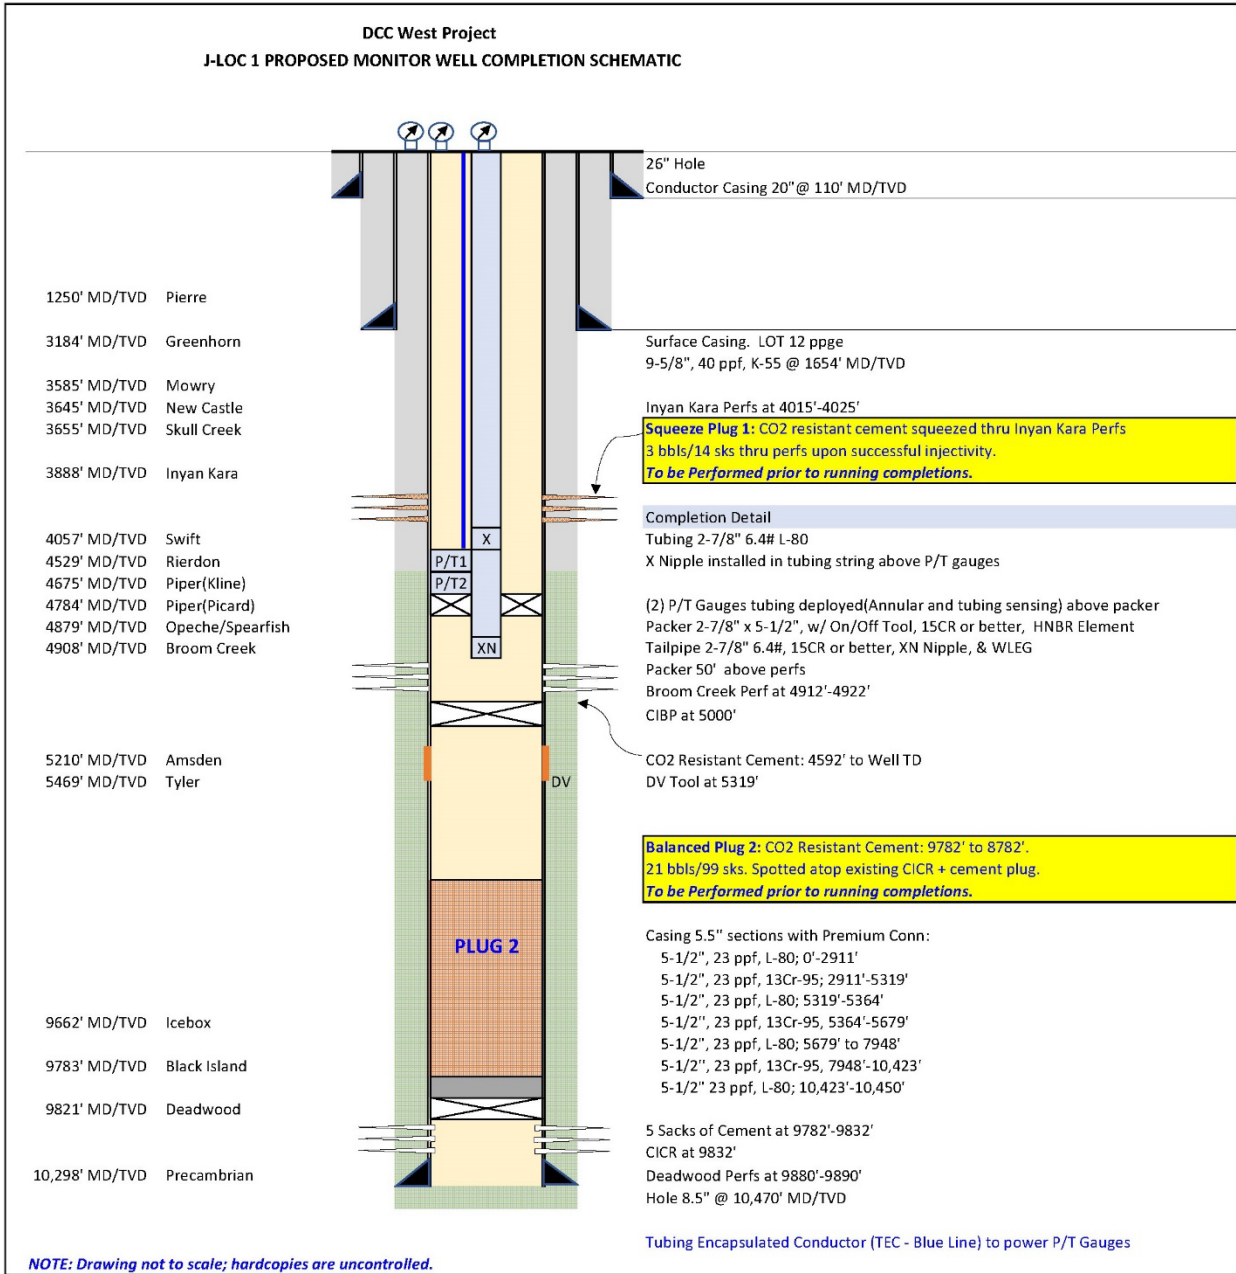 DCC West Project
J-LOC 1 PROPOSED MONITOR WELL COMPLETION SCHEMATIC
26" Hole
Conductor Casing 20"@ 110' MD/TVD
1250' MD/TVD Pierre
3184' MD/TVD Greenhorn
3585' MD/TVD Mowry
3645' MD/TVD New Castle
3655' MD/TVD Skull Creek
3888' MD/TVD Inyan Kara
4057' MD/TVD Swift
4529' MD/TVD Rierdon
4675' MD/TVD Piper(Kline)
4784' MD/TVD Piper(Picard)
4879' MD/TVD Opeche/Spearfish
4908' MD/TVD Broom Creek
5210' MD/TVD Amsden
5469' MD/TVD Tyler
9662' MD/TVD Icebox
9783' MD/TVD Black Island
9821' MD/TVD Deadwood
10,298' MD/TVD Precambrian
X
P/T1
P/T2
XN
DV
PLUG 2
Surface Casing. LOT 12 ppge
9-5/8", 40 ppf, K-55 @ 1654' MD/TVD
Inyan Kara Perfs at 4015'-4025'
Squeeze Plug 1: CO2 resistant cement squeezed thru Inyan Kara Perfs
3 bbls/14 sks thru perfs upon successful injectivity.
To be Performed prior to running completions.
Completion Detail
Tubing 2-7/8" 6.4# L-80
X Nipple installed in tubing string above P/T gauges
(2) P/T Gauges tubing deployed(Annular and tubing sensing) above packer
Packer 2-7/8" x 5-1/2", w/ On/Off Tool, 15CR or better, HNBR Element
Tailpipe 2-7/8" 6.4#, 15CR or better, XN Nipple, & WLEG
Packer 50' above perfs
Broom Creek Perf at 4912'-4922'
CIBP at 5000'
CO2 Resistant Cement: 4592' to Well TD
DV Tool at 5319'
Balanced Plug 2: CO2 Resistant Cement: 9782' to 8782'.
21 bbls/99 sks. Spotted atop existing CICR + cement plug.
To be Performed prior to running completions.
Casing 5.5" sections with Premium Conn:
5-1/2", 23 ppf, L-80; 0'-2911'
5-1/2", 23 ppf, 13Cr-95; 2911'-5319'
5-1/2", 23 ppf, L-80; 5319'-5364'
5-1/2", 23 ppf, 13Cr-95, 5364'-5679'
5-1/2", 23 ppf, L-80; 5679' to 7948'
5-1/2", 23 ppf, 13Cr-95, 7948'-10,423'
5-1/2" 23 ppf, L-80; 10,423'-10,450'
5 Sacks of Cement at 9782'-9832'
CICR at 9832'
Deadwood Perfs at 9880'-9890'
Hole 8.5" @ 10,470' MD/TVD
Tubing Encapsulated Conductor (TEC - Blue Line) to power P/T Gauges
NOTE: Drawing not to scale; hardcopies are uncontrolled.